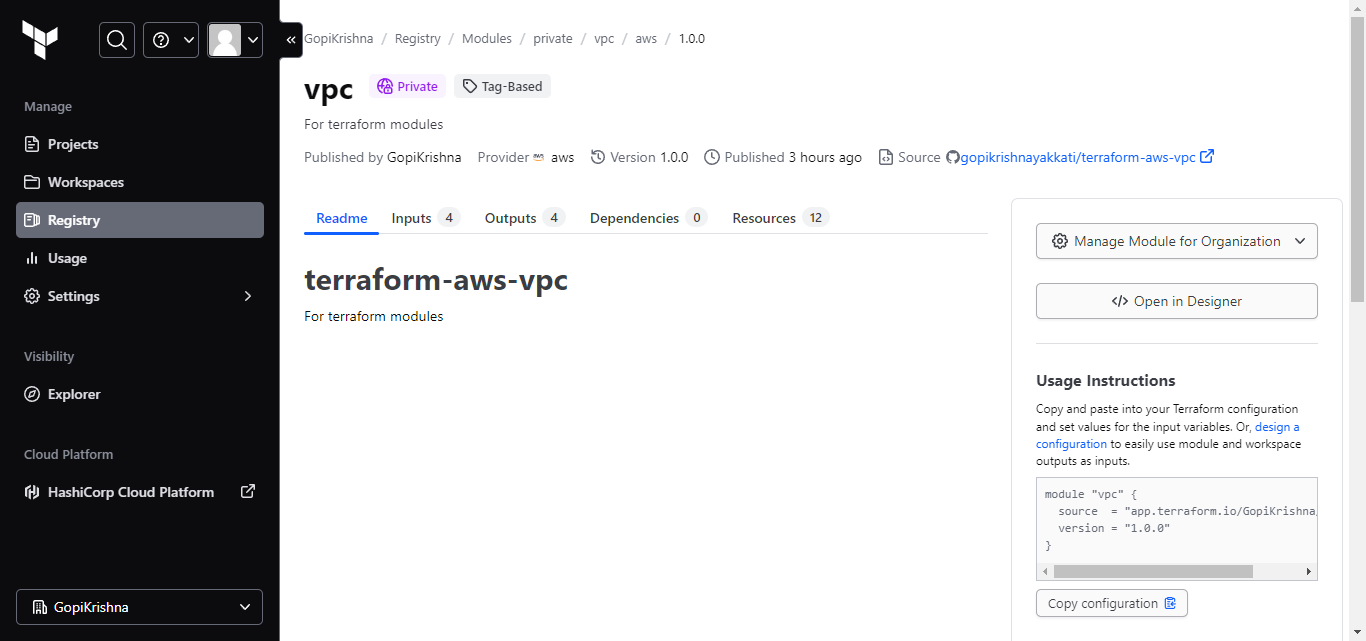 Manage
Projects
Workspaces
Registry
Usage
Settings
Visibility
Explorer
Cloud Platform
HashiCorp Cloud Platform
GopiKrishna
GopiKrishna / Registry / Modules / private / vpc / aws / 1.0.0
vpc Private Tag-Based
For terraform modules
Published by GopiKrishna Provider aws aws Version 1.0.0 Published 3 hours ago Source gopikrishnayakkati/terraform-aws-vpc
Readme Inputs 4 Outputs 4 Dependencies 0 Resources 12
terraform-aws-vpc
For terraform modules
Manage Module for Organization
</> Open in Designer
Usage Instructions
Copy and paste into your Terraform configuration
and set values for the input variables. Or, design a
configuration to easily use module and workspace
outputs as inputs.
module "vpc" {
source = "app.terraform.io/GopiKrishna
version = "1.0.0"
}
Copy configuration